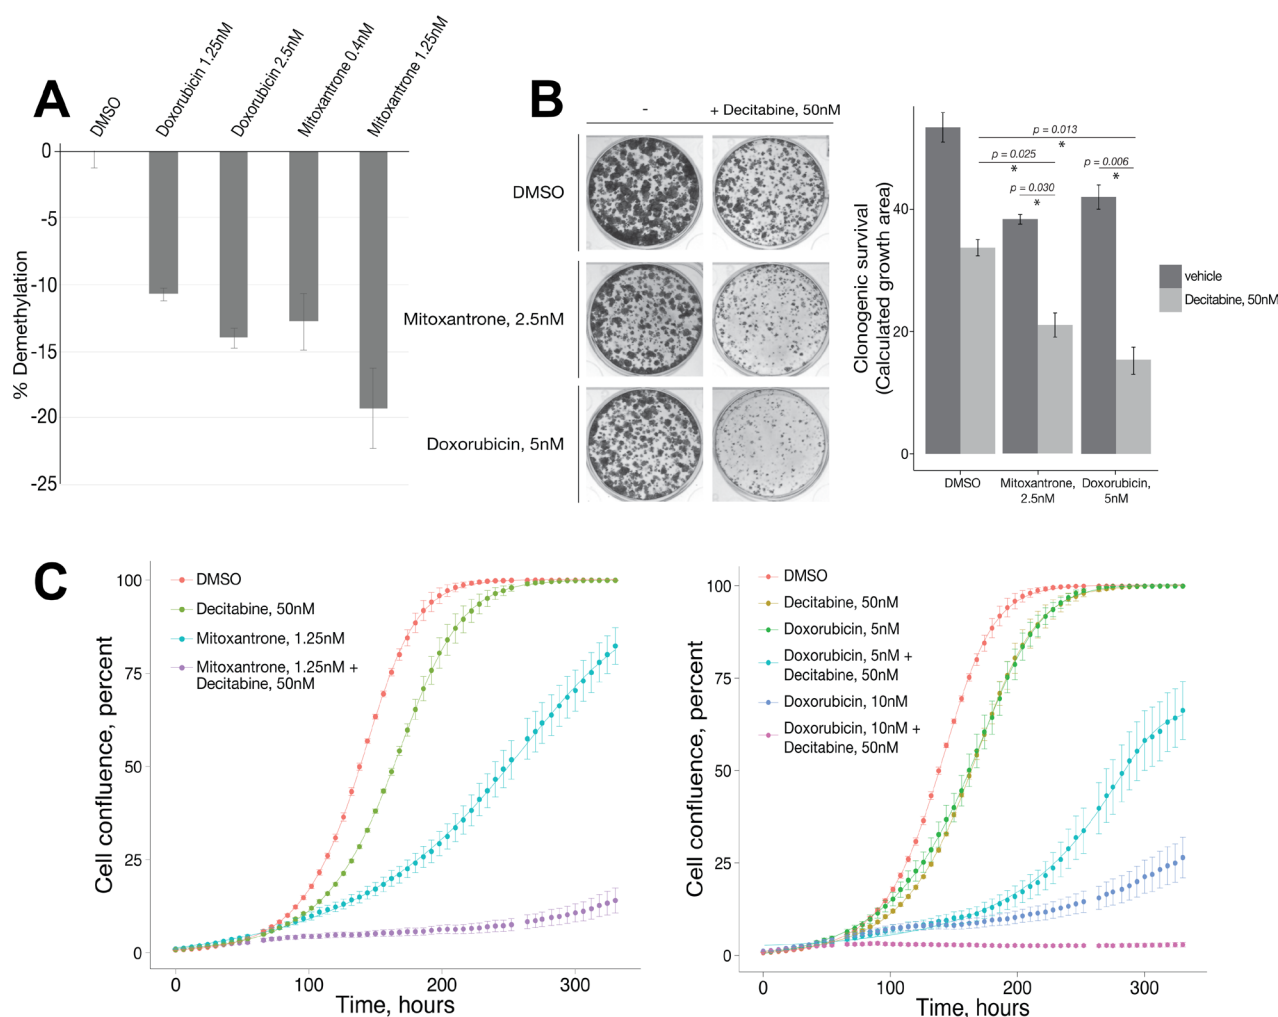 A
DMSO
Doxorubicin 1.25nM
Doxorubicin 2.5nM
Mitoxantrone 0.4nM
Mitoxantrone 1.25nM
% Demethylation
0
-5
-10
-15
-20
-25
B
-
+ Decitabine, 50nM
DMSO
Mitoxantrone, 2.5nM
Doxorubicin, 5nM
Clonogenic survival
(Calculated growth area)
40
20
0
p = 0.013
*
p = 0.025
*
p = 0.030
*
p = 0.006
*
DMSO
Mitoxantrone,
2.5nM
Doxorubicin,
5nM
vehicle
Decitabine, 50nM
C
Cell confluence, percent
100
75
50
25
0
DMSO
Decitabine, 50nM
Mitoxantrone, 1.25nM
Mitoxantrone, 1.25nM +
Decitabine, 50nM
0
100
200
300
Time, hours
Cell confluence, percent
100
75
50
25
0
DMSO
Decitabine, 50nM
Doxorubicin, 5nM
Doxorubicin, 5nM +
Decitabine, 50nM
Doxorubicin, 10nM
Doxorubicin, 10nM +
Decitabine, 50nM
0
100
200
300
Time, hours